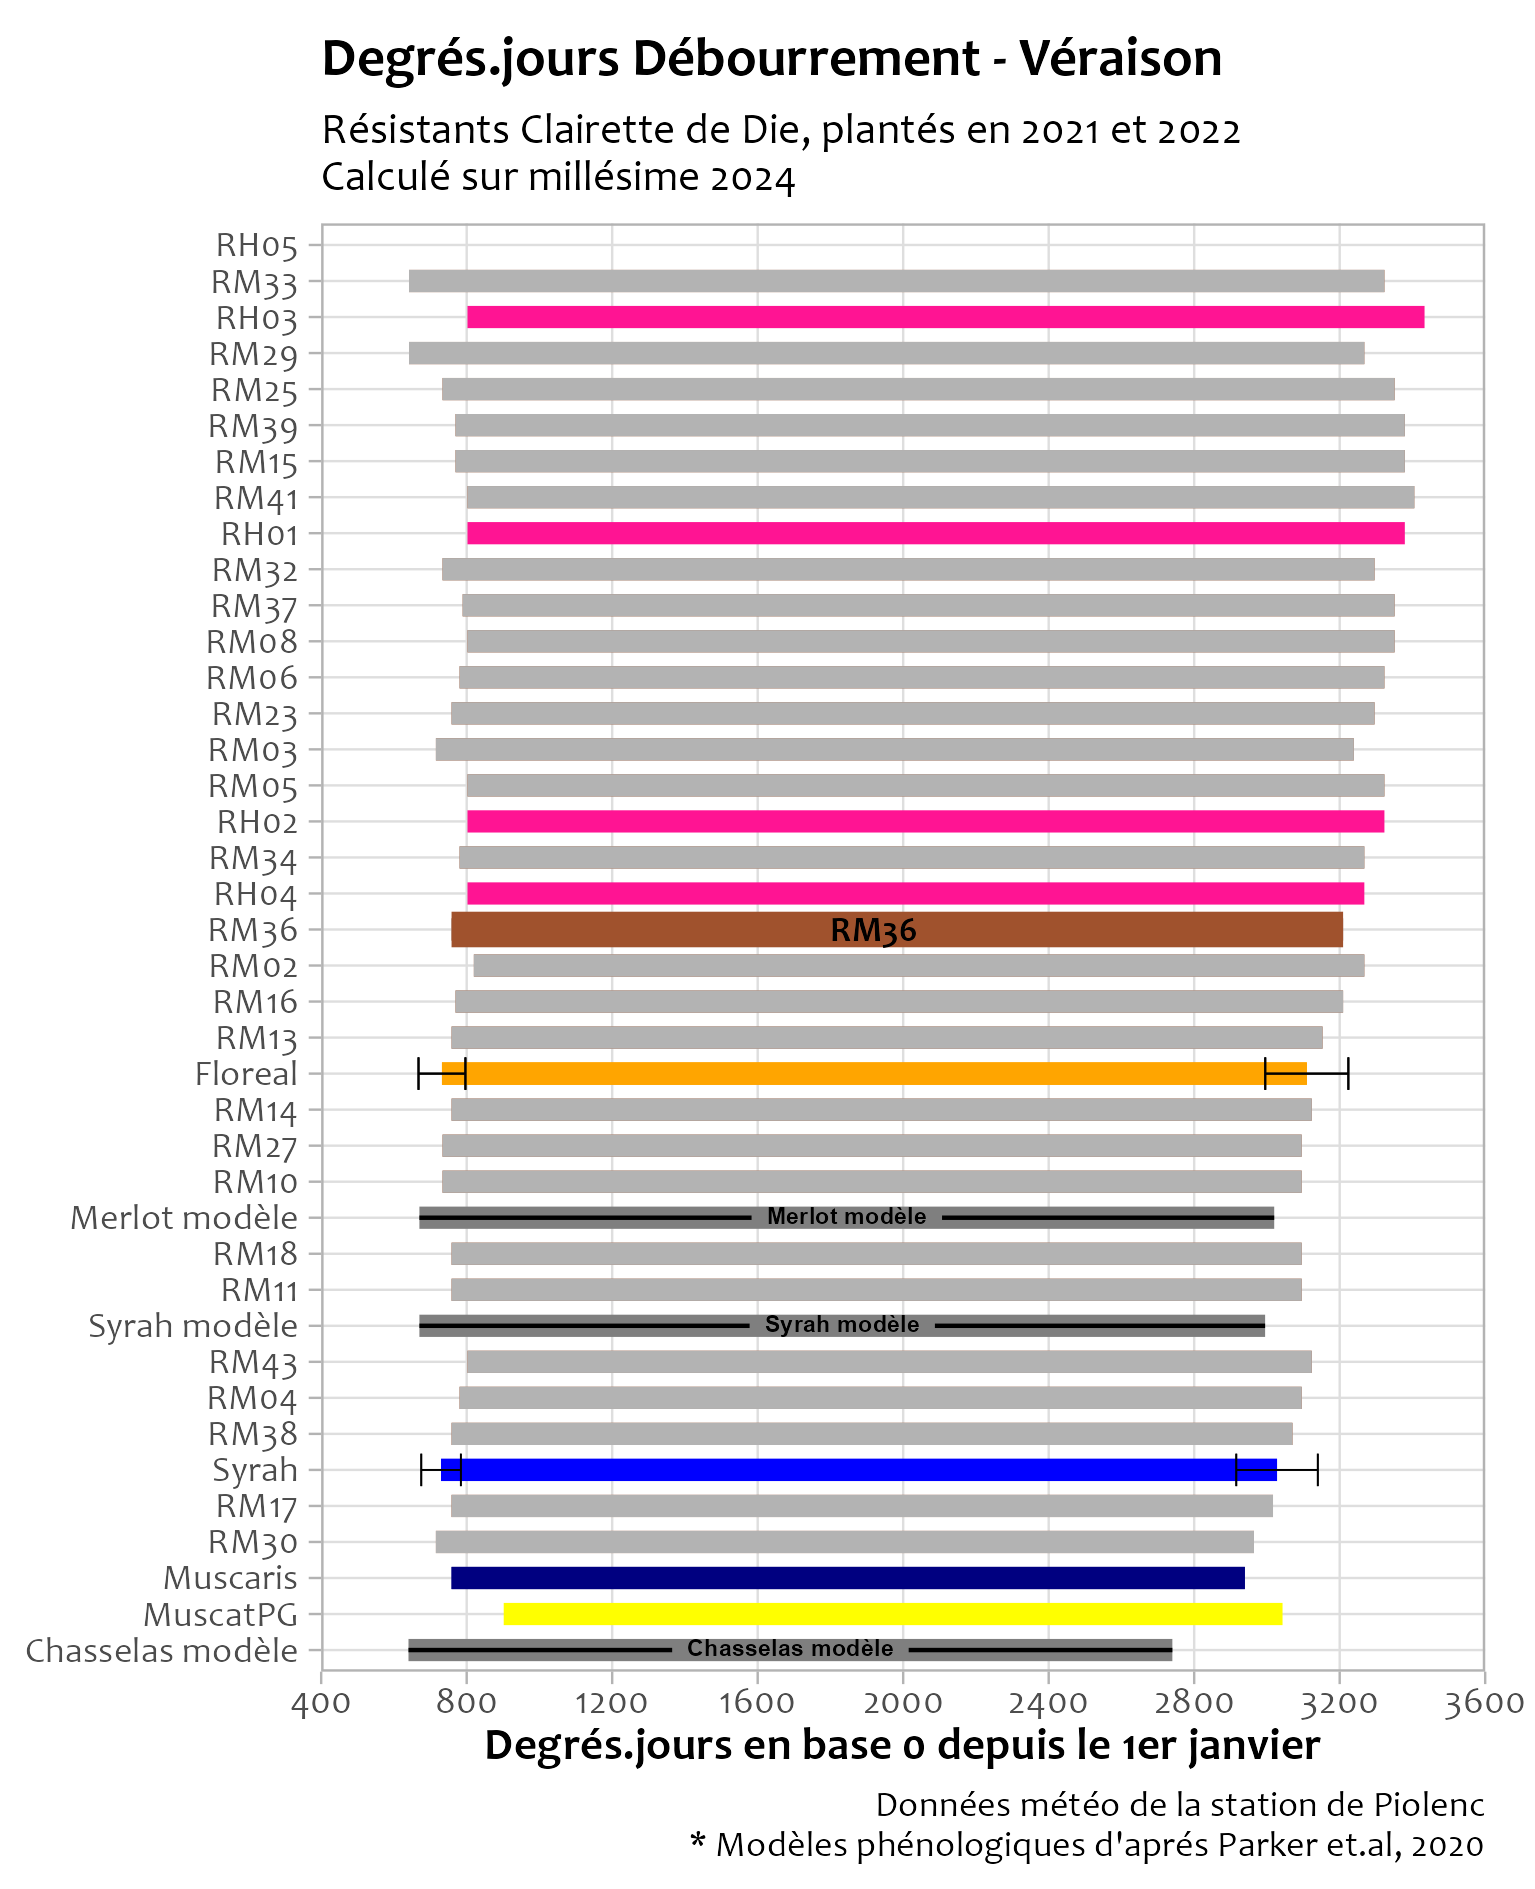 Degrés.jours Débourrement - Véraison
Résistants Clairette de Die, plantés en 2021 et 2022
Calculé sur millésime 2024
RH05
RM33
RH03
RM29
RM25
RM39
RM15
RM41
RH01
RM32
RM37
RM08
RM06
RM23
RM03
RM05
RH02
RM34
RH04
RM36 RM36
RM02
RM16
RM13
Floreal
RM14
RM27
RM10
Merlot modèle Merlot modèle
RM18
RM11
Syrah modèle Syrah modèle
RM43
RM04
RM38
Syrah
RM17
RM30
Muscaris
MuscatPG
Chasselas modèle Chasselas modèle
400 800 1200 1600 2000 2400 2800 3200 3600
Degrés.jours en base 0 depuis le 1er janvier
Données météo de la station de Piolenc
* Modèles phénologiques d'aprés Parker et.al, 2020